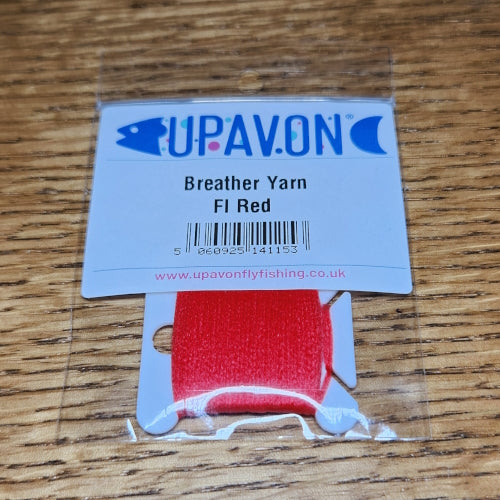 UPAVON®
Breather Yarn
Fl Red
5 060925 141153
www.upavonflyfishing.co.uk